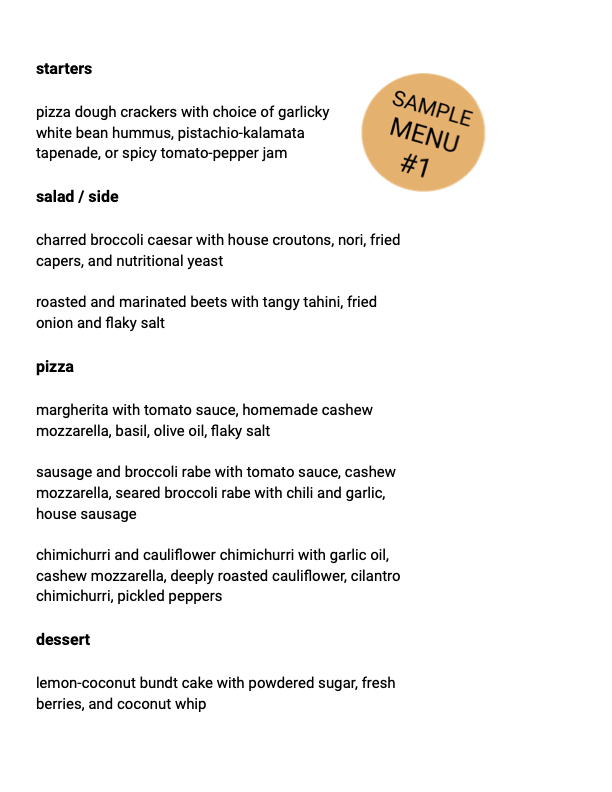 starters
pizza dough crackers with choice of garlicky
white bean hummus, pistachio-kalamata
tapenade, or spicy tomato-pepper jam
SAMPLE
MENU
#1
salad / side
charred broccoli caesar with house croutons, nori, fried
capers, and nutritional yeast
roasted and marinated beets with tangy tahini, fried
onion and flaky salt
pizza
margherita with tomato sauce, homemade cashew
mozzarella, basil, olive oil, flaky salt
sausage and broccoli rabe with tomato sauce, cashew
mozzarella, seared broccoli rabe with chili and garlic,
house sausage
chimichurri and cauliflower chimichurri with garlic oil,
cashew mozzarella, deeply roasted cauliflower, cilantro
chimichurri, pickled peppers
dessert
lemon-coconut bundt cake with powdered sugar, fresh
berries, and coconut whip